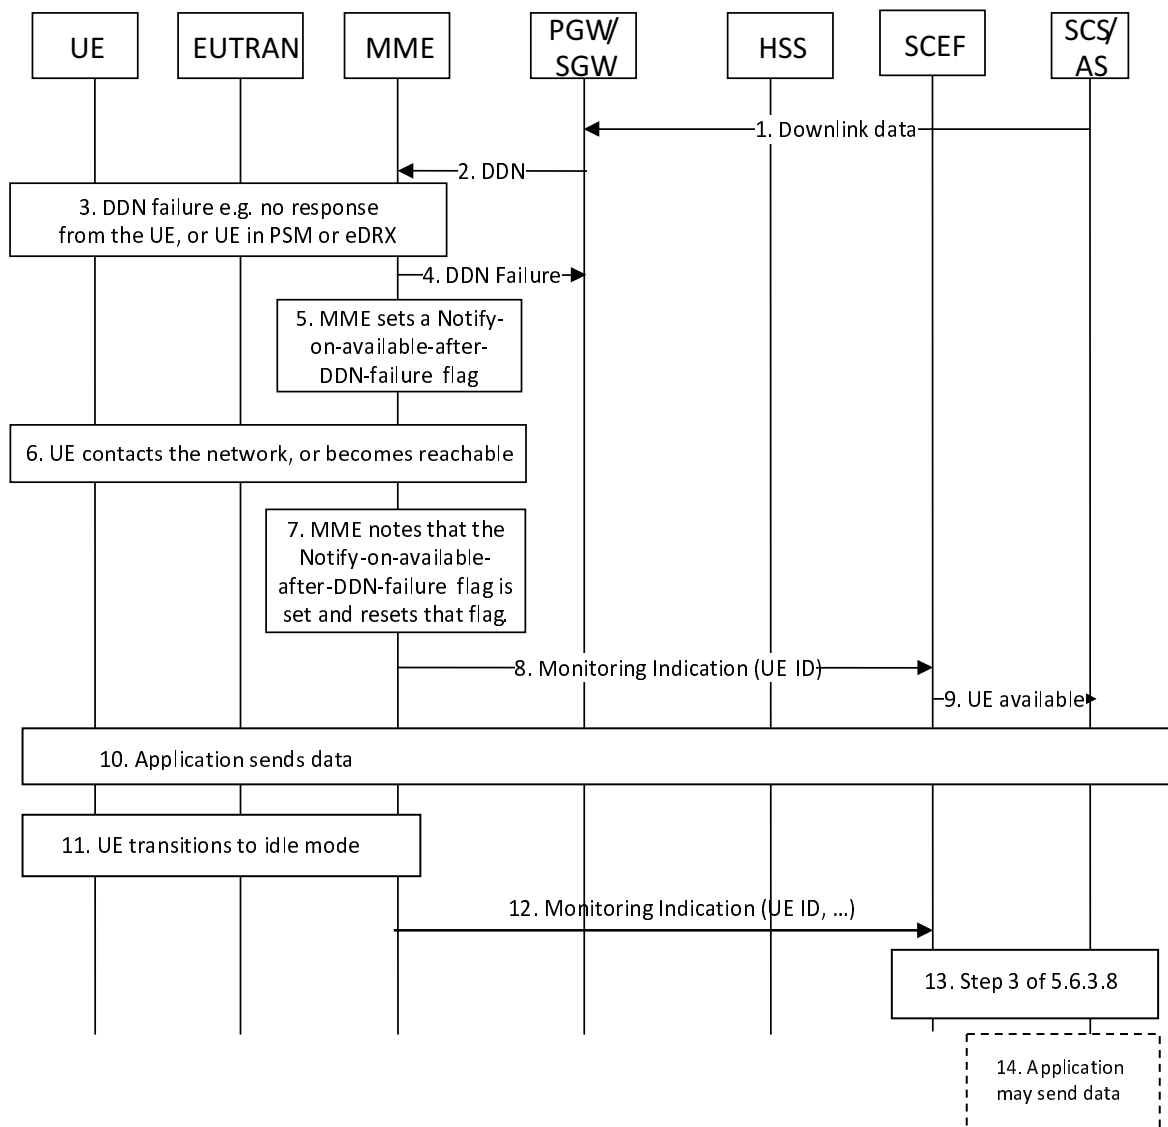 UE
EUTRAN
MME
PGW/
SGW
HSS
SCEF
SCS/
AS
1. Downlink data
2. DDN
3. DDN failure e.g. no response
from the UE, or UE in PSM or eDRX
4. DDN Failure
5. MME sets a Notify-
on-available-after-
DDN-failure flag
6. UE contacts the network, or becomes reachable
7. MME notes that the
Notify-on-available-
after-DDN-failure flag is
set and resets that flag.
8. Monitoring Indication (UE ID)
9. UE available
10. Application sends data
11. UE transitions to idle mode
12. Monitoring Indication (UE ID, ...)
13. Step 3 of 5.6.3.8
14. Application
may send data